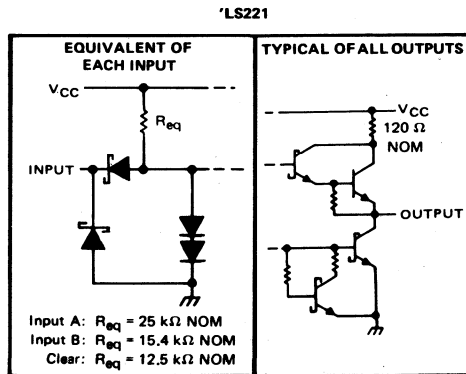 'LS221
EQUIVALENT OF
EACH INPUT
VCC
Req
INPUT
Input A: Req = 25 kΩ NOM
Input B: Req = 15.4 kΩ NOM
Clear: Req = 12.5 kΩ NOM
TYPICAL OF ALL OUTPUTS
VCC
120 Ω
NOM
OUTPUT